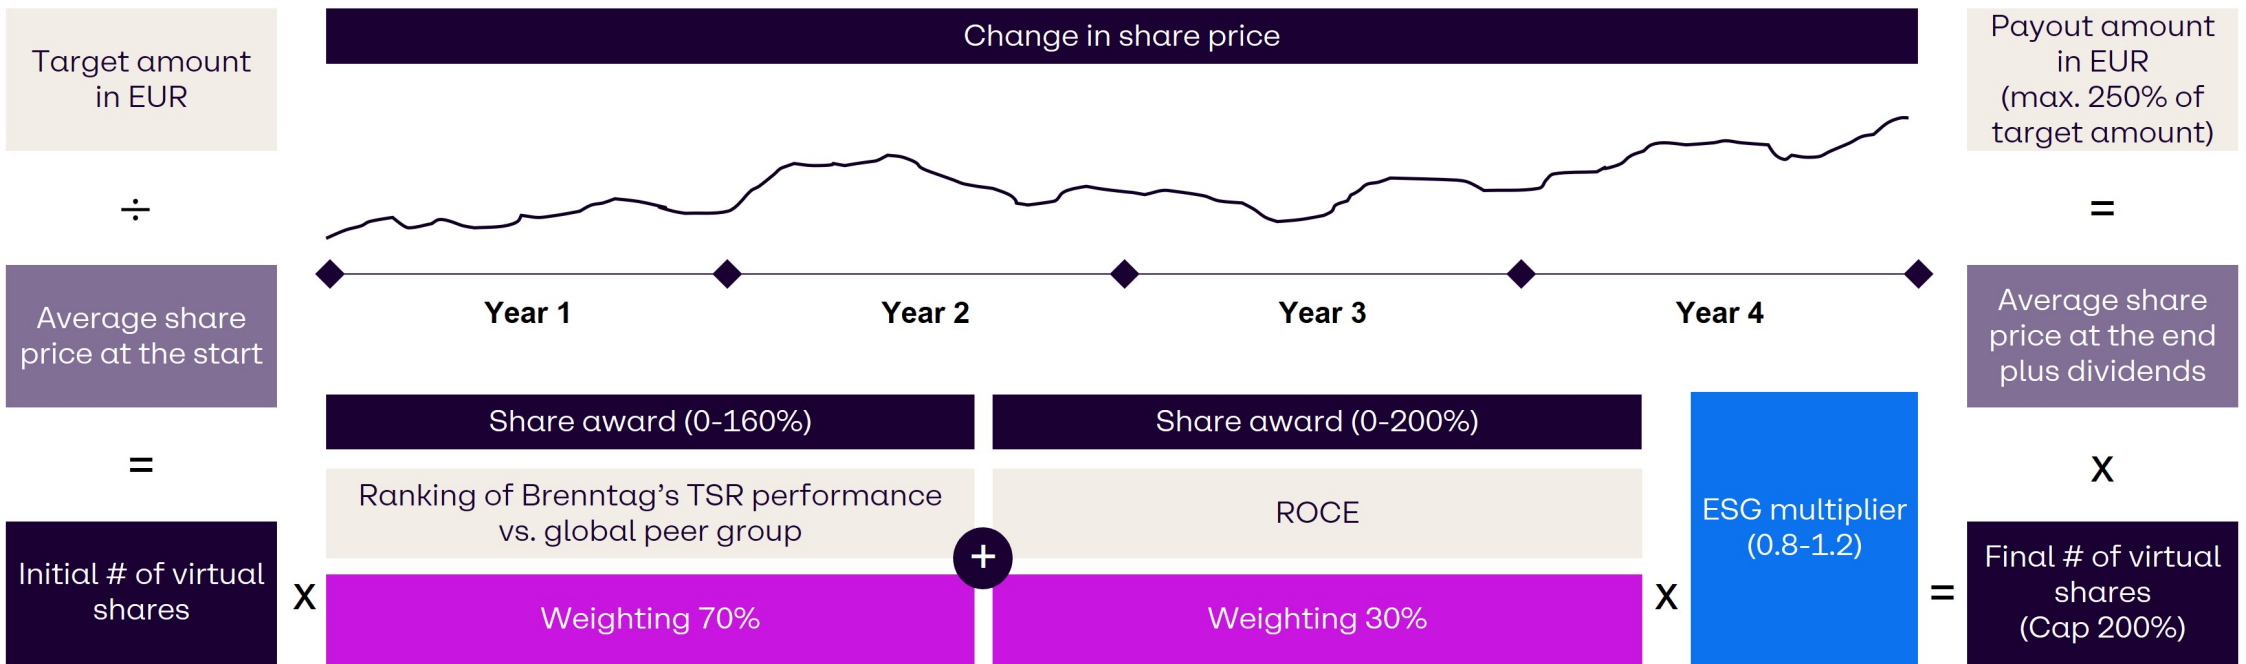 Target amount
in EUR
÷
Average share
price at the start
=
Initial # of virtual
shares
x
Change in share price
Year 1
Year 2
Year 3
Year 4
Share award (0-160%)
Ranking of Brenntag’s TSR performance
vs. global peer group
Weighting 70%
+
Share award (0-200%)
ROCE
Weighting 30%
x
ESG multiplier
(0.8-1.2)
=
Payout amount
in EUR
(max. 250% of
target amount)
=
Average share
price at the end
plus dividends
x
Final # of virtual
shares
(Cap 200%)